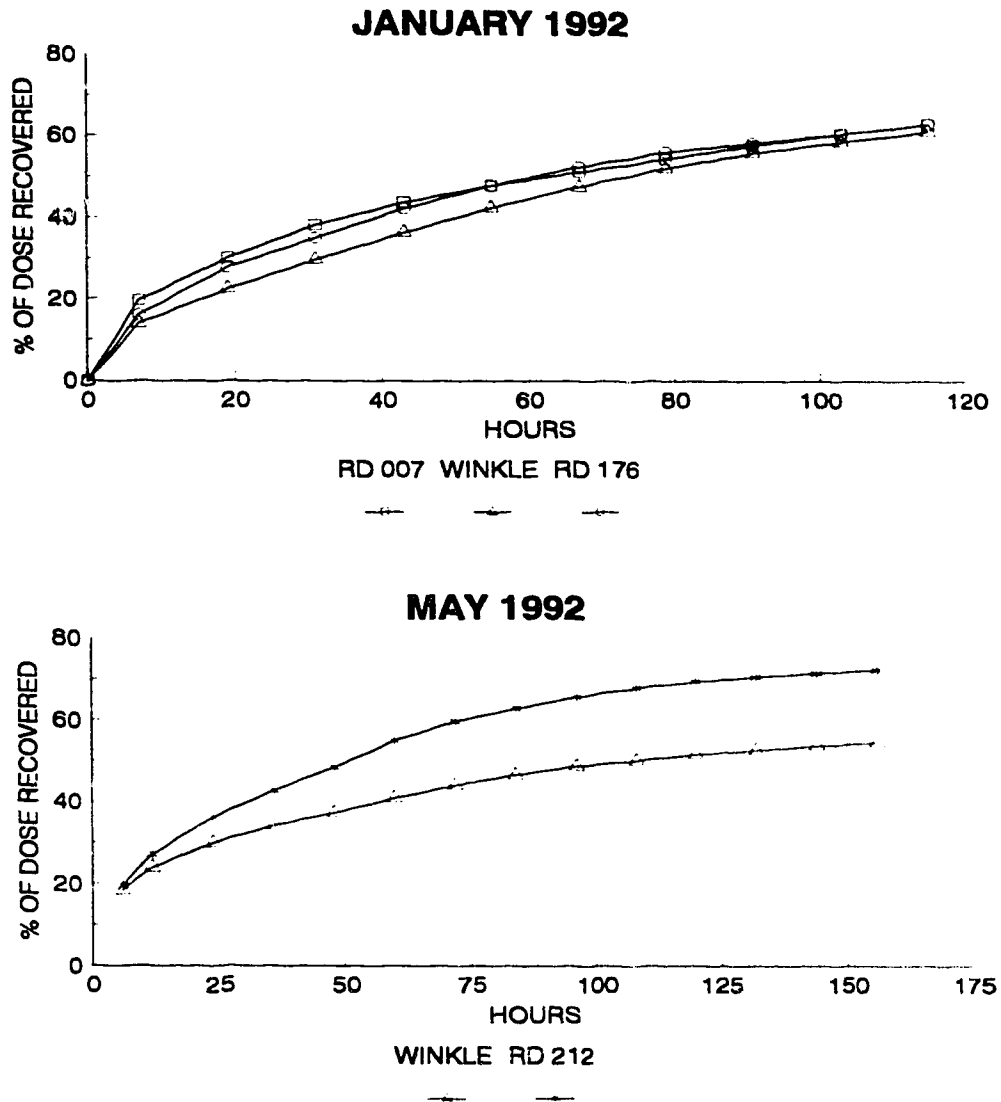 JANUARY 1992
80
60
40
20
0
% OF DOSE RECOVERED
0 20 40 60 80 100 120
HOURS
RD 007 WINKLE RD 176
MAY 1992
80
60
40
20
0
% OF DOSE RECOVERED
0 25 50 75 100 125 150 175
HOURS
WINKLE RD 212